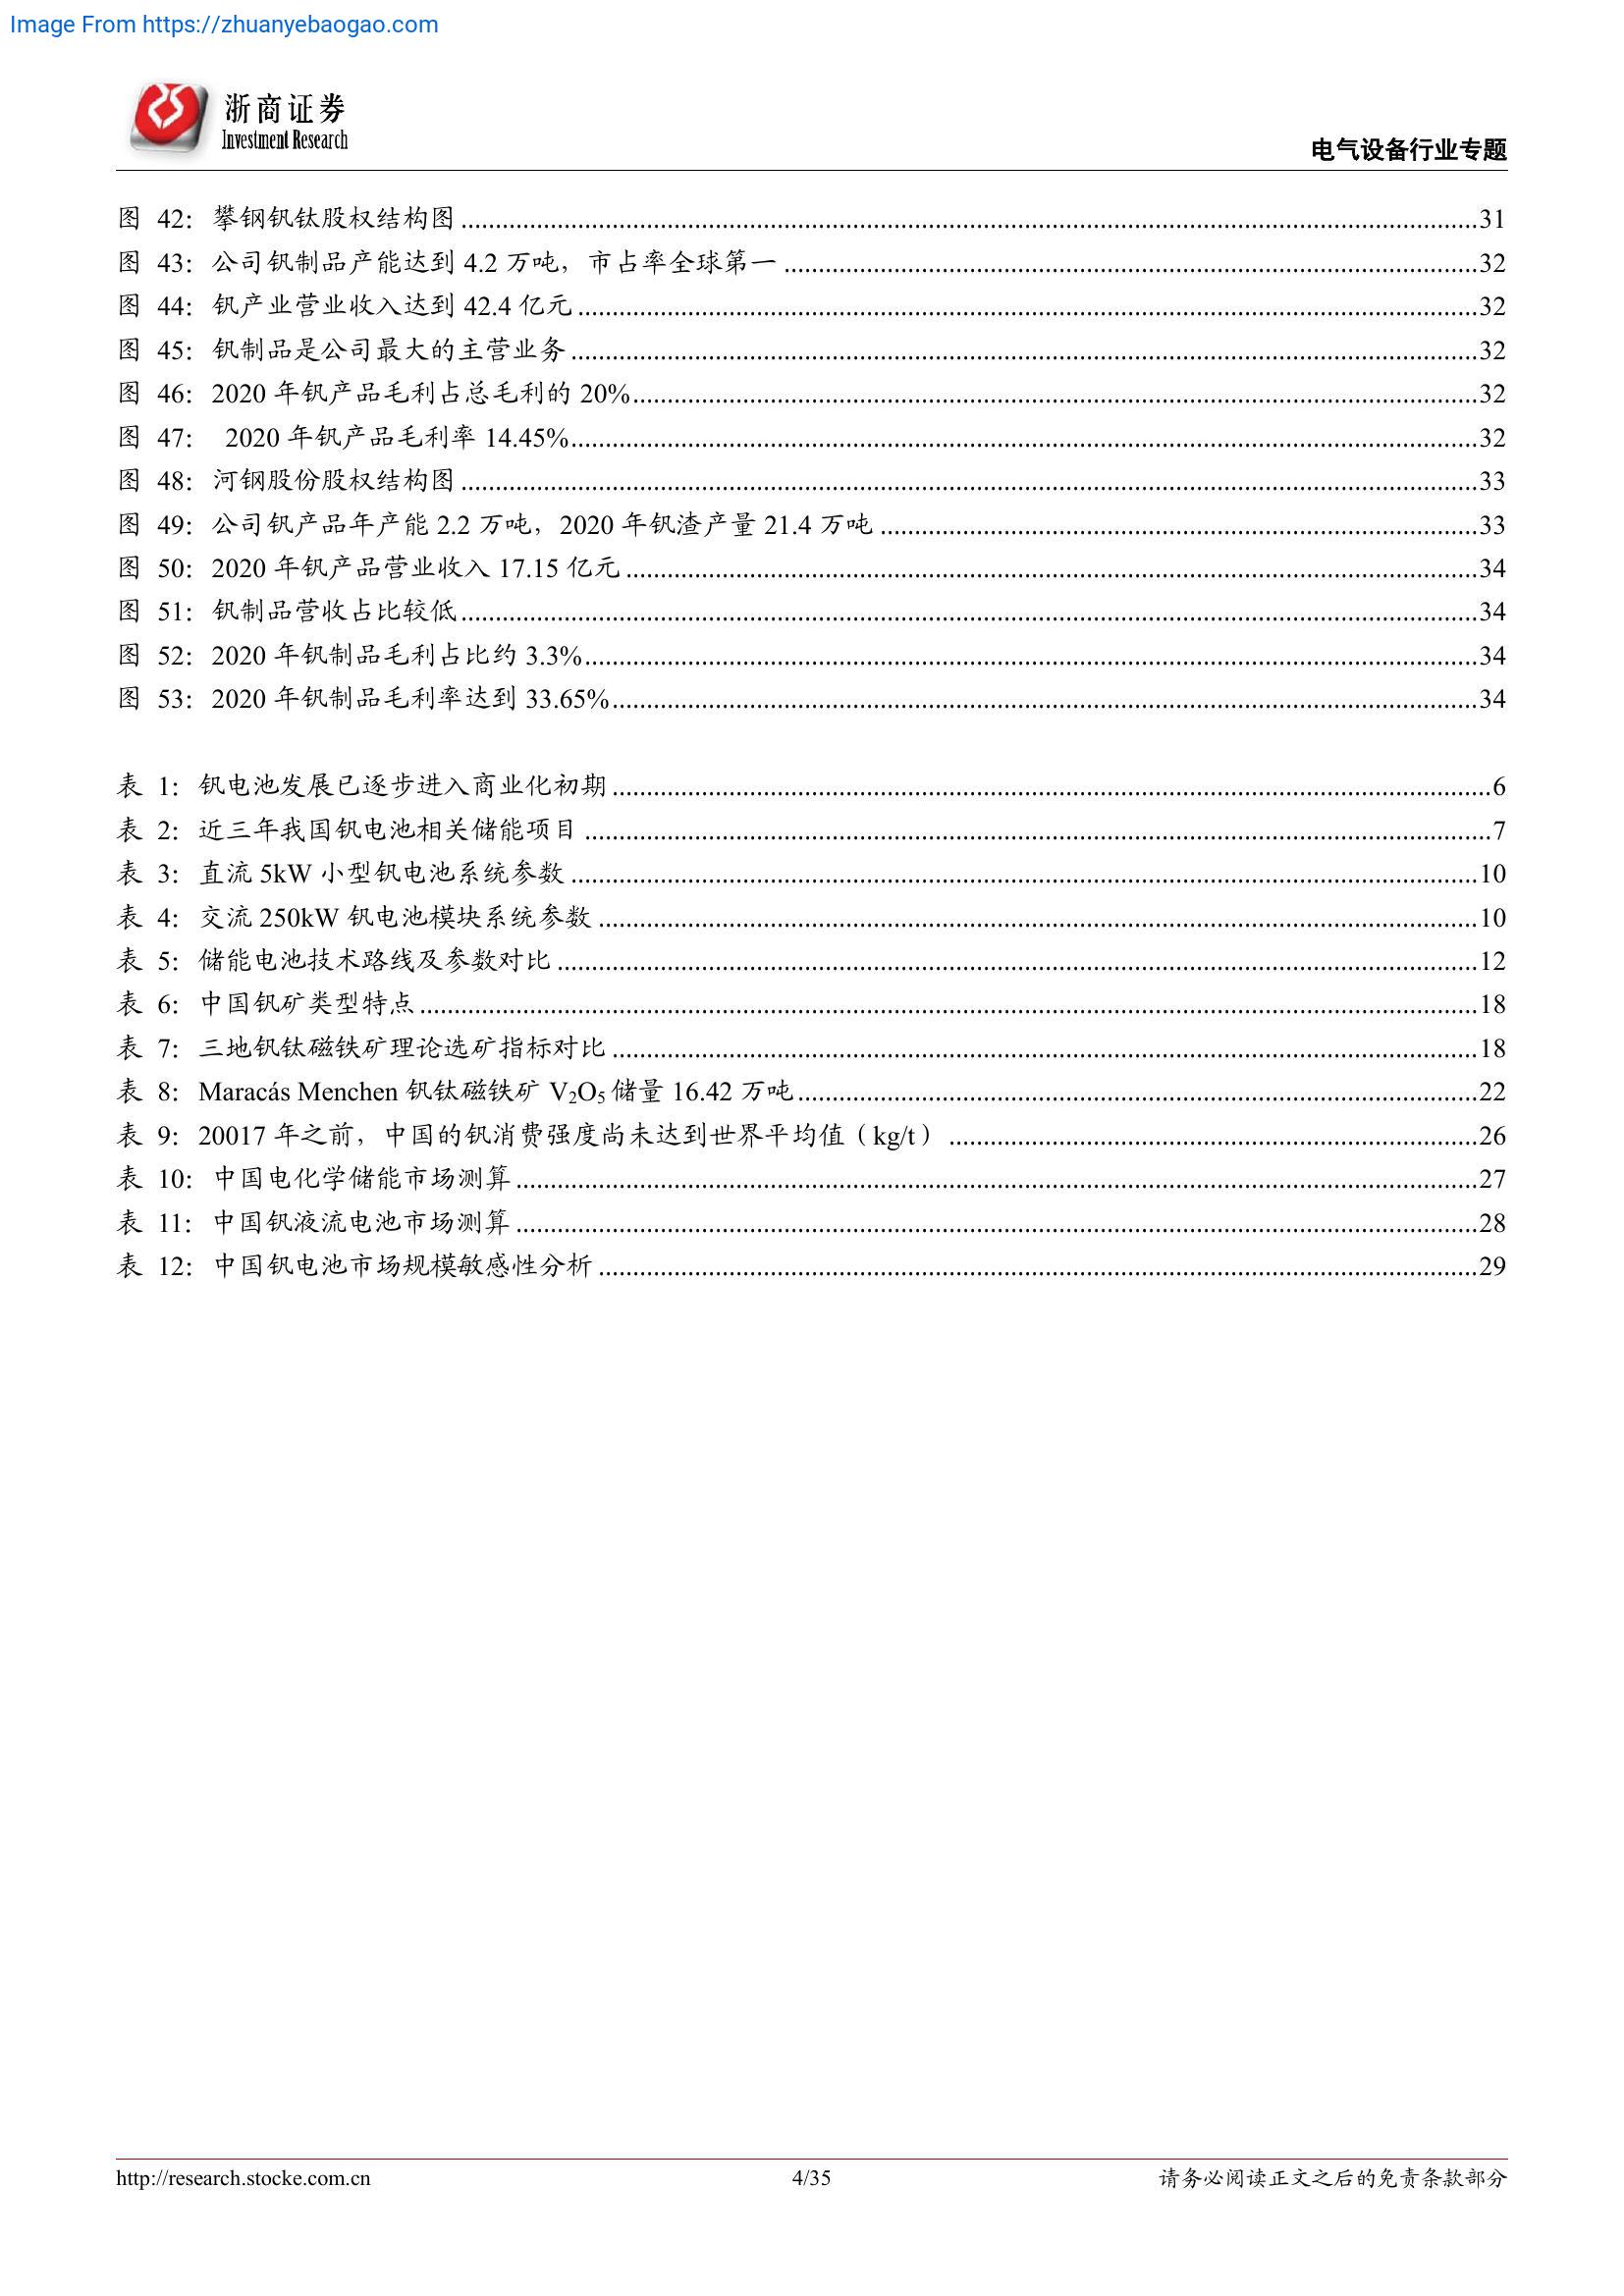 Image From https://zhuanyebaogao.com
浙商证券
Investment Research
电气设备行业专题
图 42：攀钢钒钛股权结构图 31
图 43：公司钒制品产能达到 4.2 万吨，市占率全球第一 32
图 44：钒产业营业收入达到 42.4 亿元 32
图 45：钒制品是公司最大的主营业务 32
图 46：2020 年钒产品毛利占总毛利的 20% 32
图 47： 2020 年钒产品毛利率 14.45% 32
图 48：河钢股份股权结构图 33
图 49：公司钒产品年产能 2.2 万吨，2020 年钒渣产量 21.4 万吨 33
图 50：2020 年钒产品营业收入 17.15 亿元 34
图 51：钒制品营收占比较低 34
图 52：2020 年钒制品毛利占比约 3.3% 34
图 53：2020 年钒制品毛利率达到 33.65% 34
表 1：钒电池发展已逐步进入商业化初期 6
表 2：近三年我国钒电池相关储能项目 7
表 3：直流 5kW 小型钒电池系统参数 10
表 4：交流 250kW 钒电池模块系统参数 10
表 5：储能电池技术路线及参数对比 12
表 6：中国钒矿类型特点 18
表 7：三地钒钛磁铁矿理论选矿指标对比 18
表 8：Maracás Menchen 钒钛磁铁矿 V₂O₅ 储量 16.42 万吨 22
表 9：20017 年之前，中国的钒消费强度尚未达到世界平均值（kg/t） 26
表 10：中国电化学储能市场测算 27
表 11：中国钒液流电池市场测算 28
表 12：中国钒电池市场规模敏感性分析 29
http://research.stocke.com.cn
4/35
请务必阅读正文之后的免责条款部分